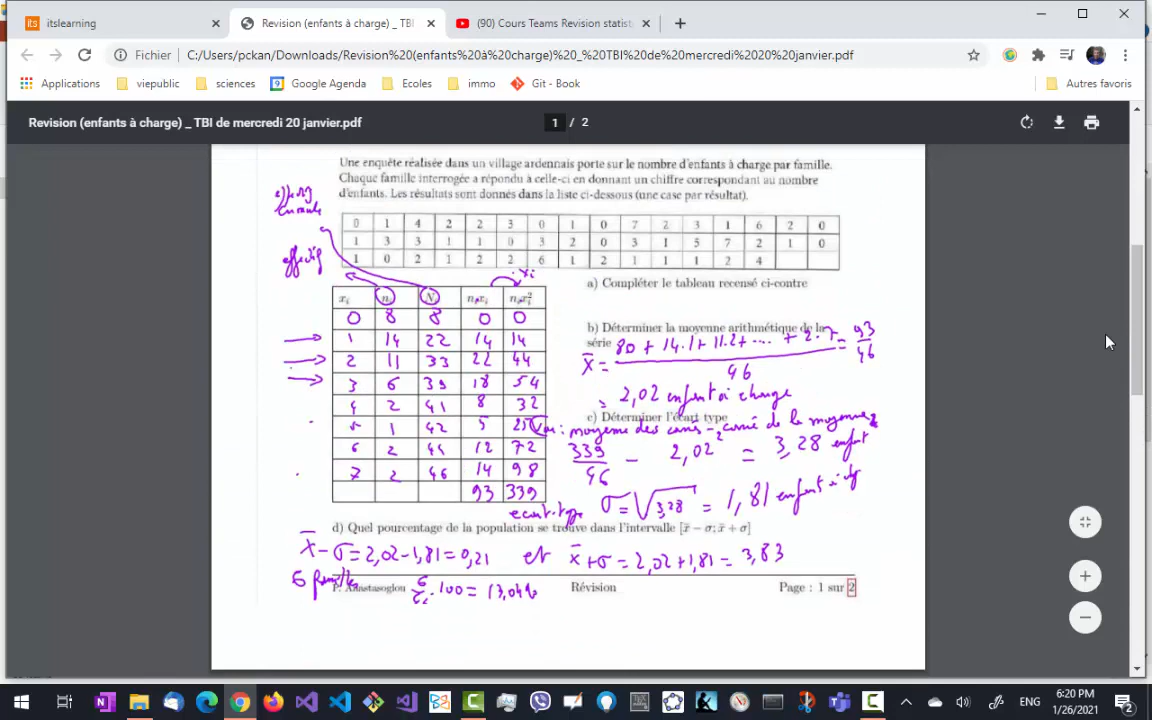 itslearning
Revision (enfants à charge) _ TBI
(90) Cours Teams Revision statist
Fichier
C:/Users/pckan/Downloads/Revision%20(enfants%20à%20charge)%20_%20TBI%20de%20mercredi%2020%20janvier.pdf
Applications
viepublic
sciences
Google Agenda
Ecoles
immo
Git - Book
Autres favoris
Revision (enfants à charge) _ TBI de mercredi 20 janvier.pdf
1 / 2
Une enquête réalisée dans un village ardennais porte sur le nombre d'enfants à charge par famille.
Chaque famille interrogée a répondu à celle-ci en donnant un chiffre correspondant au nombre
d'enfants. Les résultats sont donnés dans la liste ci-dessous (une case par résultat).
0 1 4 2 2 3 0 1 0 7 2 3 1 6 2 0
1 3 3 1 1 0 3 2 0 3 1 5 7 2 1 0
1 0 2 1 2 2 6 1 2 1 1 1 2 4
effectif
.xi
xi ni Ni nixi nixi²
0 8 8 0 0
1 14 22 14 14
2 11 33 22 44
3 6 39 18 54
4 2 41 8 32
5 1 42 5 25
6 2 44 12 72
7 2 46 14 98
93 339
a) Compléter le tableau recensé ci-contre
b) Déterminer la moyenne arithmétique de la
série
x̄ = 80 + 14.1 + 11.2 + .... + 2.7 / 46 = 93 / 46
= 2,02 enfant à charge
c) Déterminer l'écart type
Var : moyenne des carrés - carré de la moyenne
339 / 46 - 2,02² = 3,28 enfant
ecart-type σ = √3,28 = 1,81 enfant à
d) Quel pourcentage de la population se trouve dans l'intervalle [x̄ − σ; x̄ + σ]
x̄ - σ = 2,02 - 1,81 = 0,21 et x̄ + σ = 2,02 + 1,81 = 3,83
6
P. Anastasoglou
.100 = 13,04%
Révision
Page : 1 sur 2
ENG
6:20 PM
1/26/2021
2